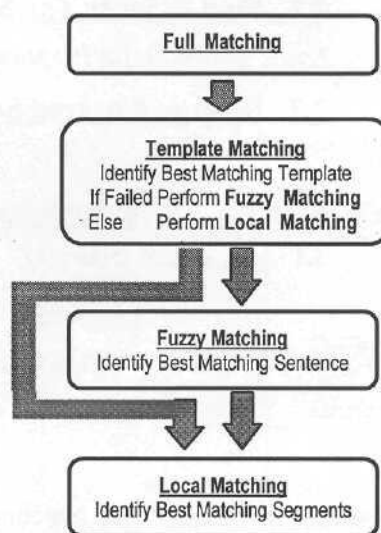 Full Matching
Template Matching
Identify Best Matching Template
If Failed Perform Fuzzy Matching
Else Perform Local Matching
Fuzzy Matching
Identify Best Matching Sentence
Local Matching
Identify Best Matching Segments